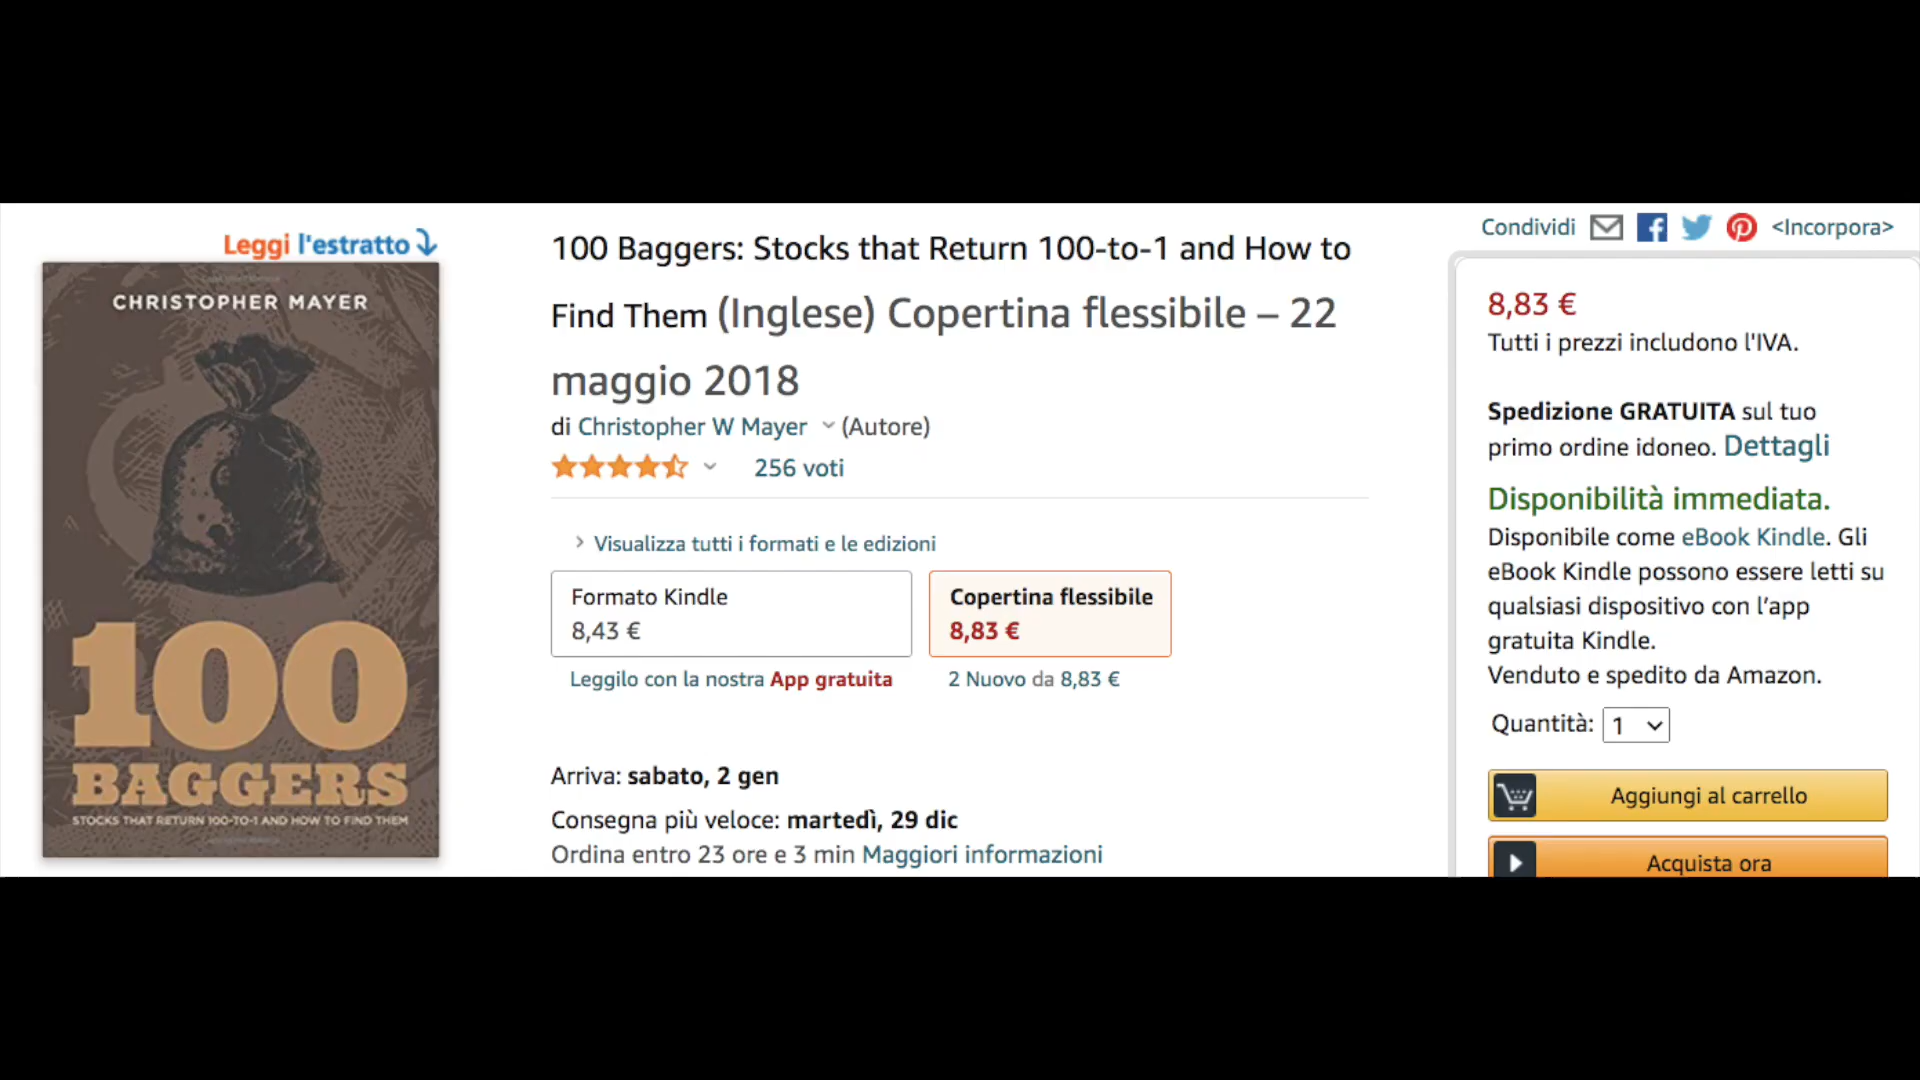 Leggi l'estratto
CHRISTOPHER MAYER
100
BAGGERS
STOCKS THAT RETURN 100-TO-1 AND HOW TO FIND THEM
100 Baggers: Stocks that Return 100-to-1 and How to
Find Them (Inglese) Copertina flessibile – 22
maggio 2018
di Christopher W Mayer (Autore)
256 voti
Visualizza tutti i formati e le edizioni
Formato Kindle
8,43 €
Leggilo con la nostra App gratuita
Copertina flessibile
8,83 €
2 Nuovo da 8,83 €
Arriva: sabato, 2 gen
Consegna più veloce: martedì, 29 dic
Ordina entro 23 ore e 3 min Maggiori informazioni
Condividi <Incorpora>
8,83 €
Tutti i prezzi includono l'IVA.
Spedizione GRATUITA sul tuo
primo ordine idoneo. Dettagli
Disponibilità immediata.
Disponibile come eBook Kindle. Gli
eBook Kindle possono essere letti su
qualsiasi dispositivo con l’app
gratuita Kindle.
Venduto e spedito da Amazon.
Quantità: 1
Aggiungi al carrello
Acquista ora